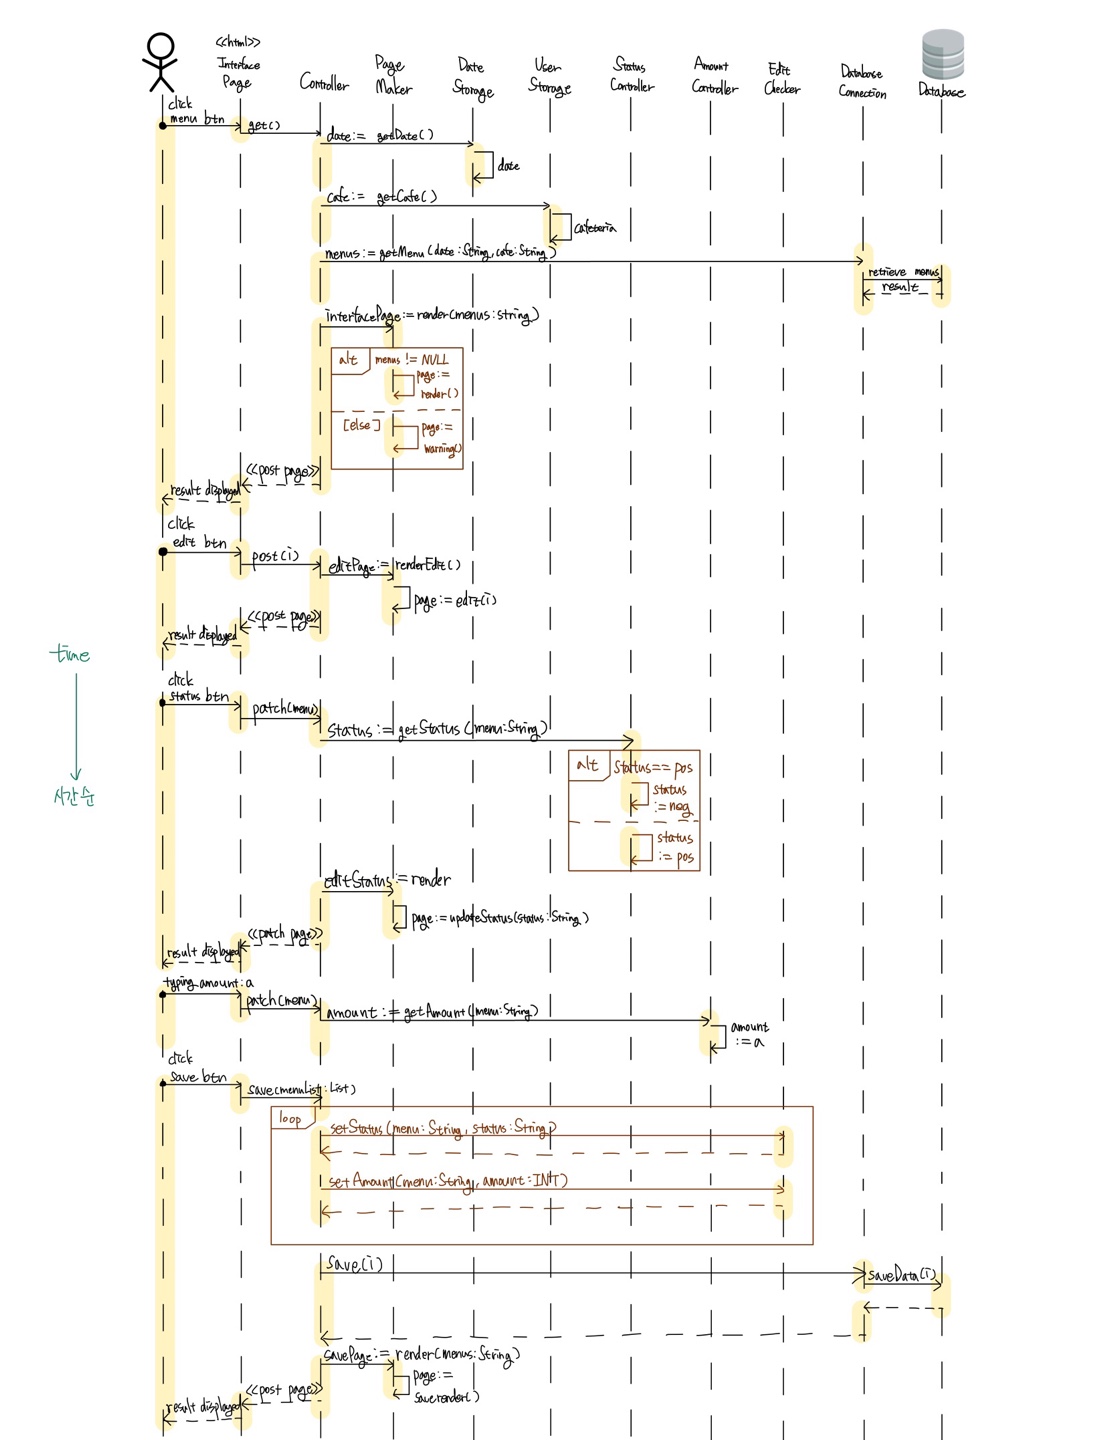 <<html>>
Interface
Page
Controller
Page
Maker
Date
Storage
User
Storage
Status
Controller
Amount
Controller
Edit
Checker
Database
Connection
Database
click
menu btn
get()
date:= getDate()
date
cafe:= getCafe()
cafeteria
menus:=getMenu(date:String, cafe:String)
retrieve menus
result
interfacePage:=render(menus:string)
alt
menus != NULL
page:=
render()
[else]
page:=
warning()
<<post page>>
result displayed
click
edit btn
post(i)
editPage:= renderEdit()
page:= edit(i)
<<post page>>
result displayed
time
시간순
click
status btn
patch(menu)
Status:=getStatus(menu:String)
alt
Status== pos
status
:=neg
status
:= pos
editStatus:=render
page:=updateStatus(status:String)
<<patch page>>
result displayed
typing amount:a
patch(menu)
amount:=getAmount(menu:String)
amount
:=a
click
Save btn
save(menuList:List)
loop
setStatus(menu:String, status:String)
setAmount(menu:String, amount:INT)
save(i)
saveData(i)
savePage:= render(menus:String)
page:=
saverender()
<<post page>>
result displayed